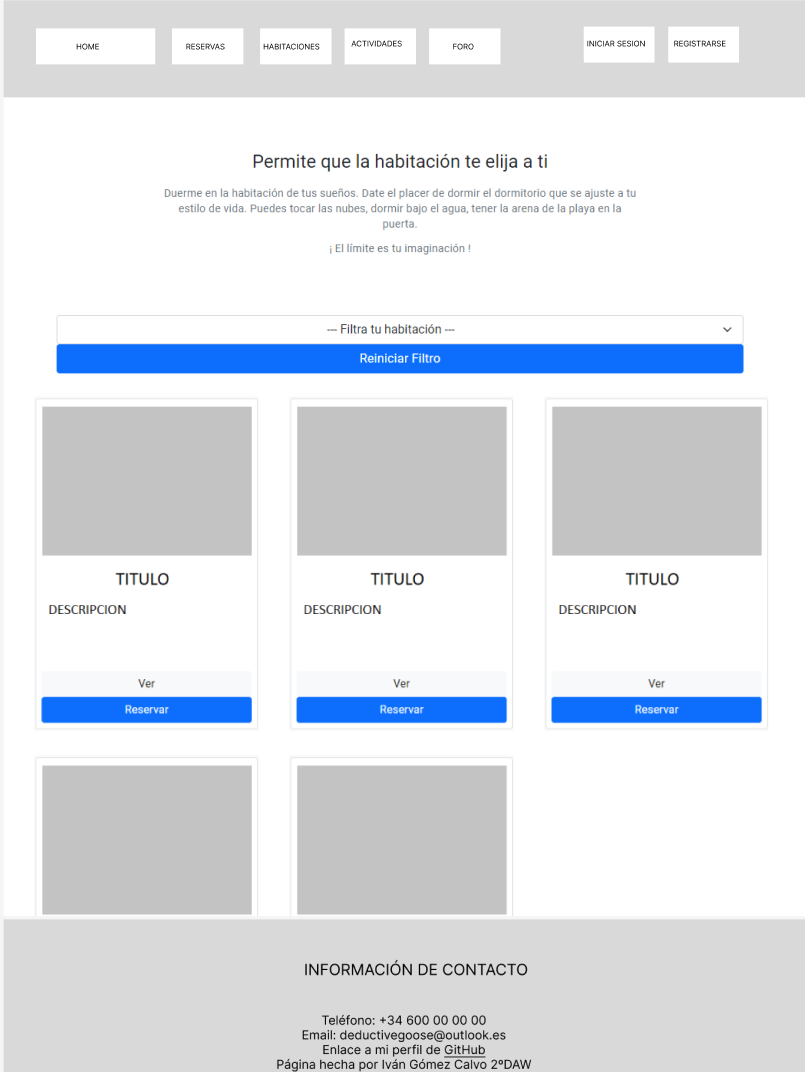 HOME RESERVAS HABITACIONES ACTIVIDADES FORO INICIAR SESION REGISTRARSE
Permite que la habitación te elija a ti
Duerme en la habitación de tus sueños. Date el placer de dormir el dormitorio que se ajuste a tu
estilo de vida. Puedes tocar las nubes, dormir bajo el agua, tener la arena de la playa en la
puerta.
¡ El límite es tu imaginación !
--- Filtra tu habitación ---
Reiniciar Filtro
TITULO
DESCRIPCION
Ver
Reservar
TITULO
DESCRIPCION
Ver
Reservar
TITULO
DESCRIPCION
Ver
Reservar
INFORMACIÓN DE CONTACTO
Teléfono: +34 600 00 00 00
Email: deductivegoose@outlook.es
Enlace a mi perfil de GitHub
Página hecha por Iván Gómez Calvo 2ºDAW